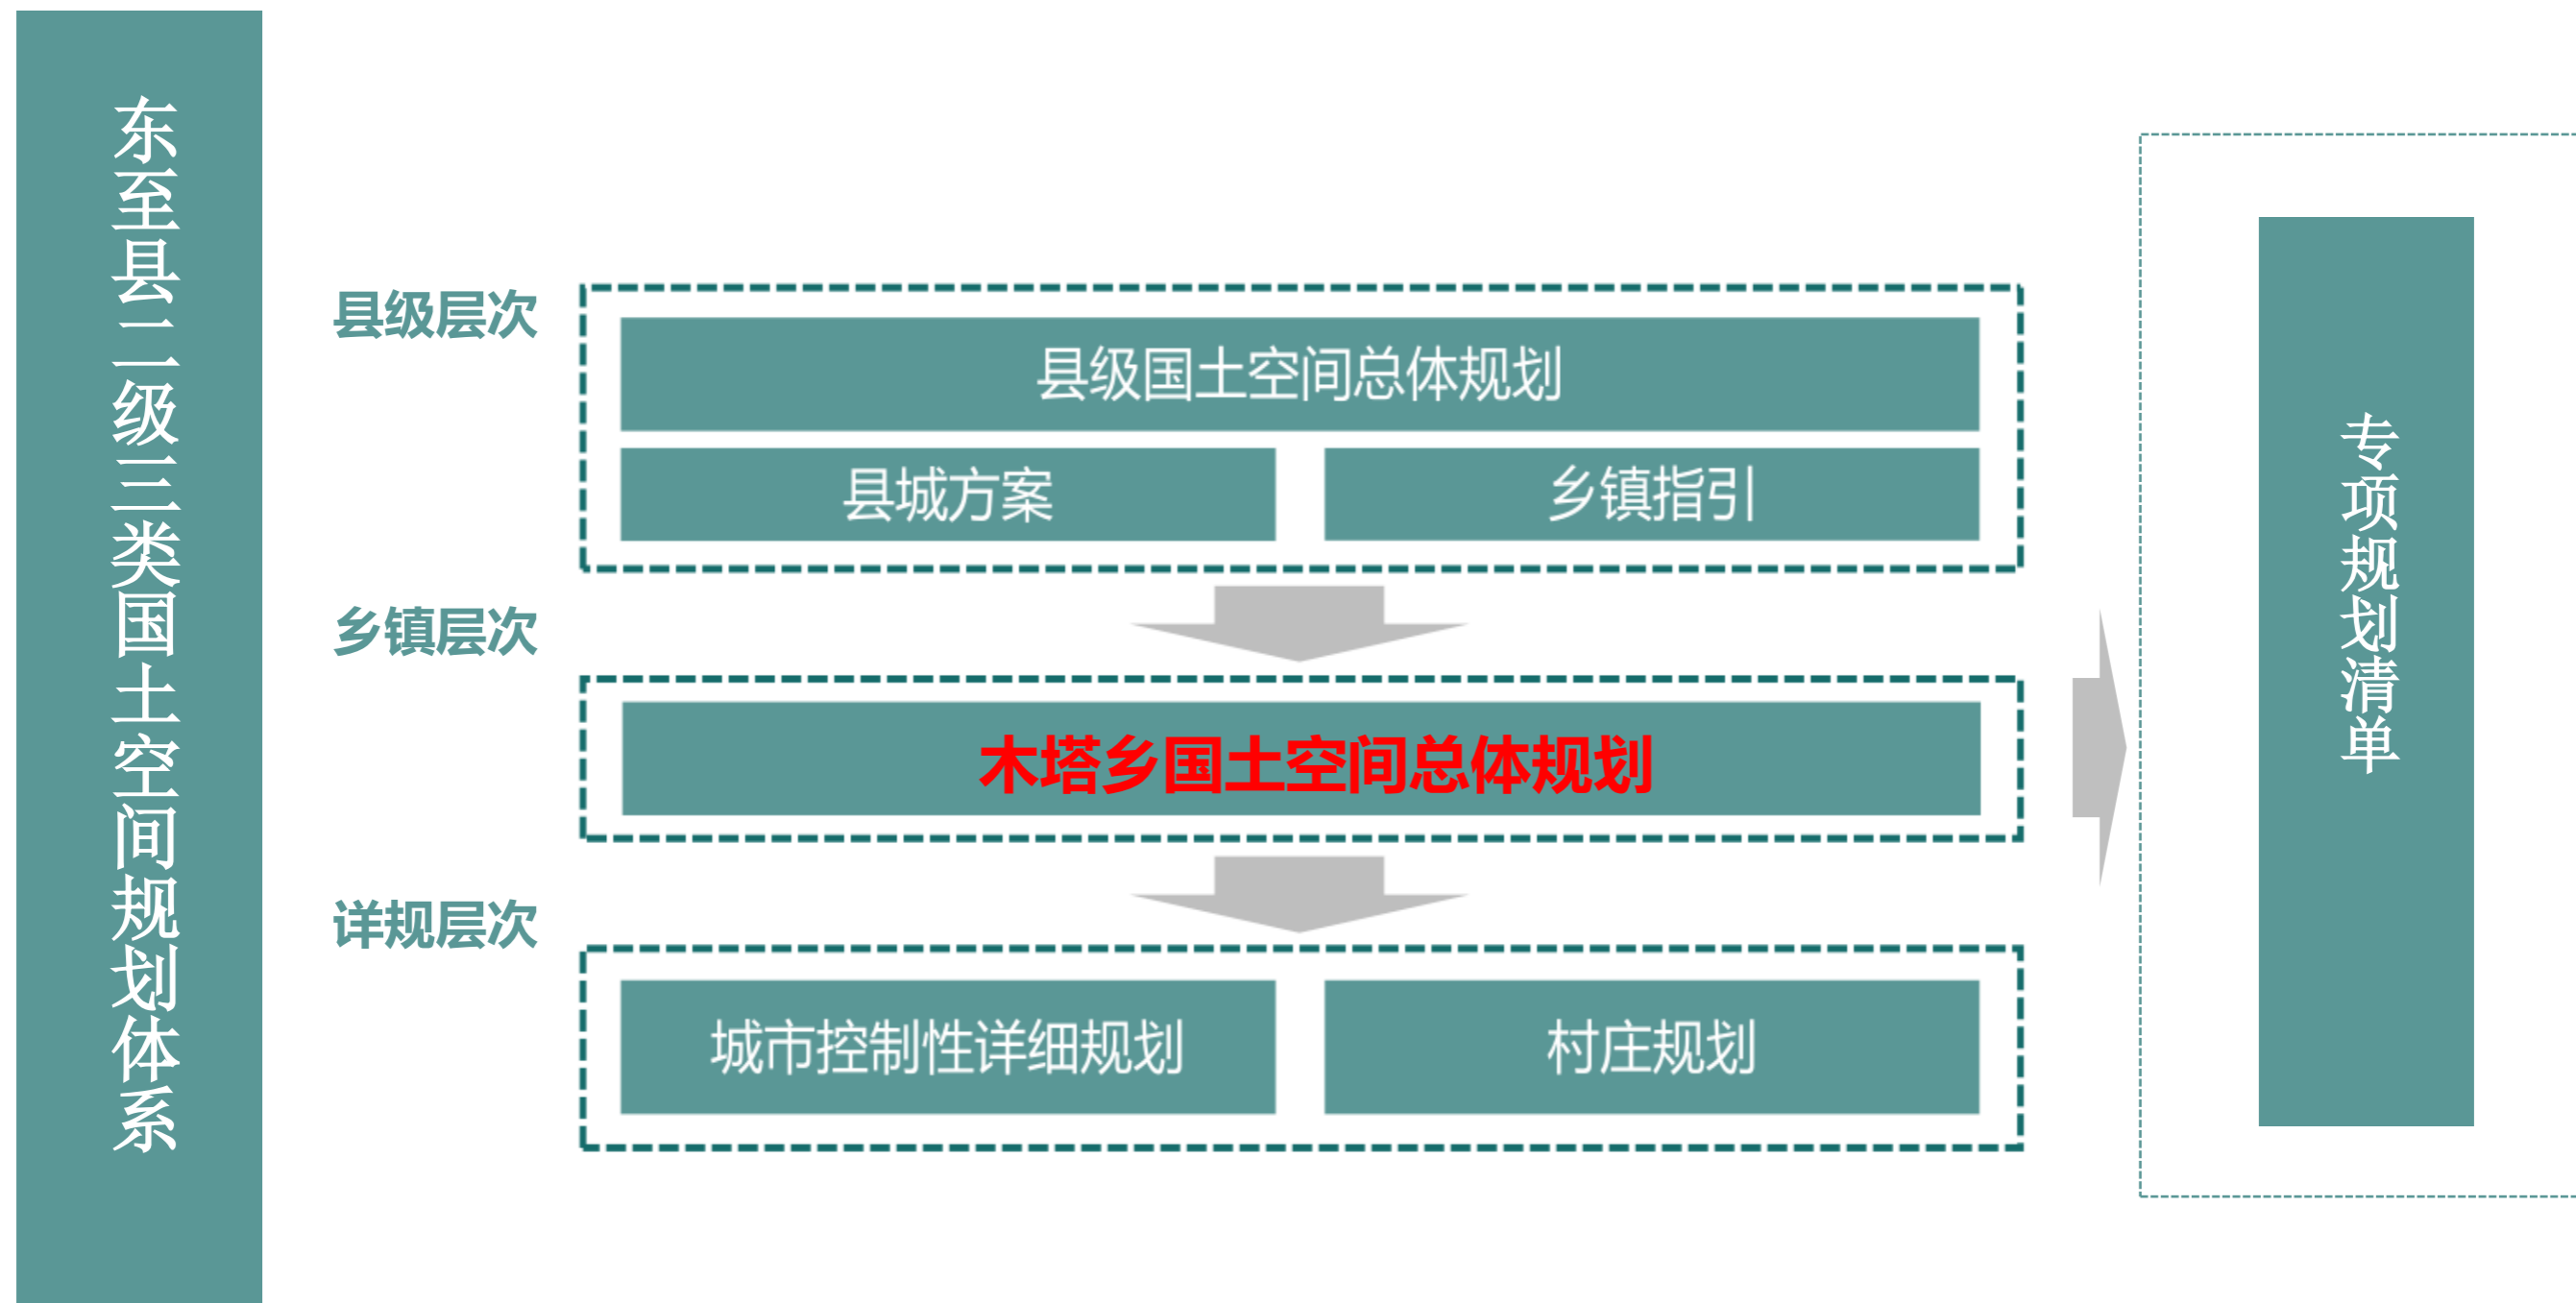 东至县二级三类国土空间规划体系
县级层次
县级国土空间总体规划
县城方案
乡镇指引
乡镇层次
木塔乡国土空间总体规划
详规层次
城市控制性详细规划
村庄规划
专项规划清单